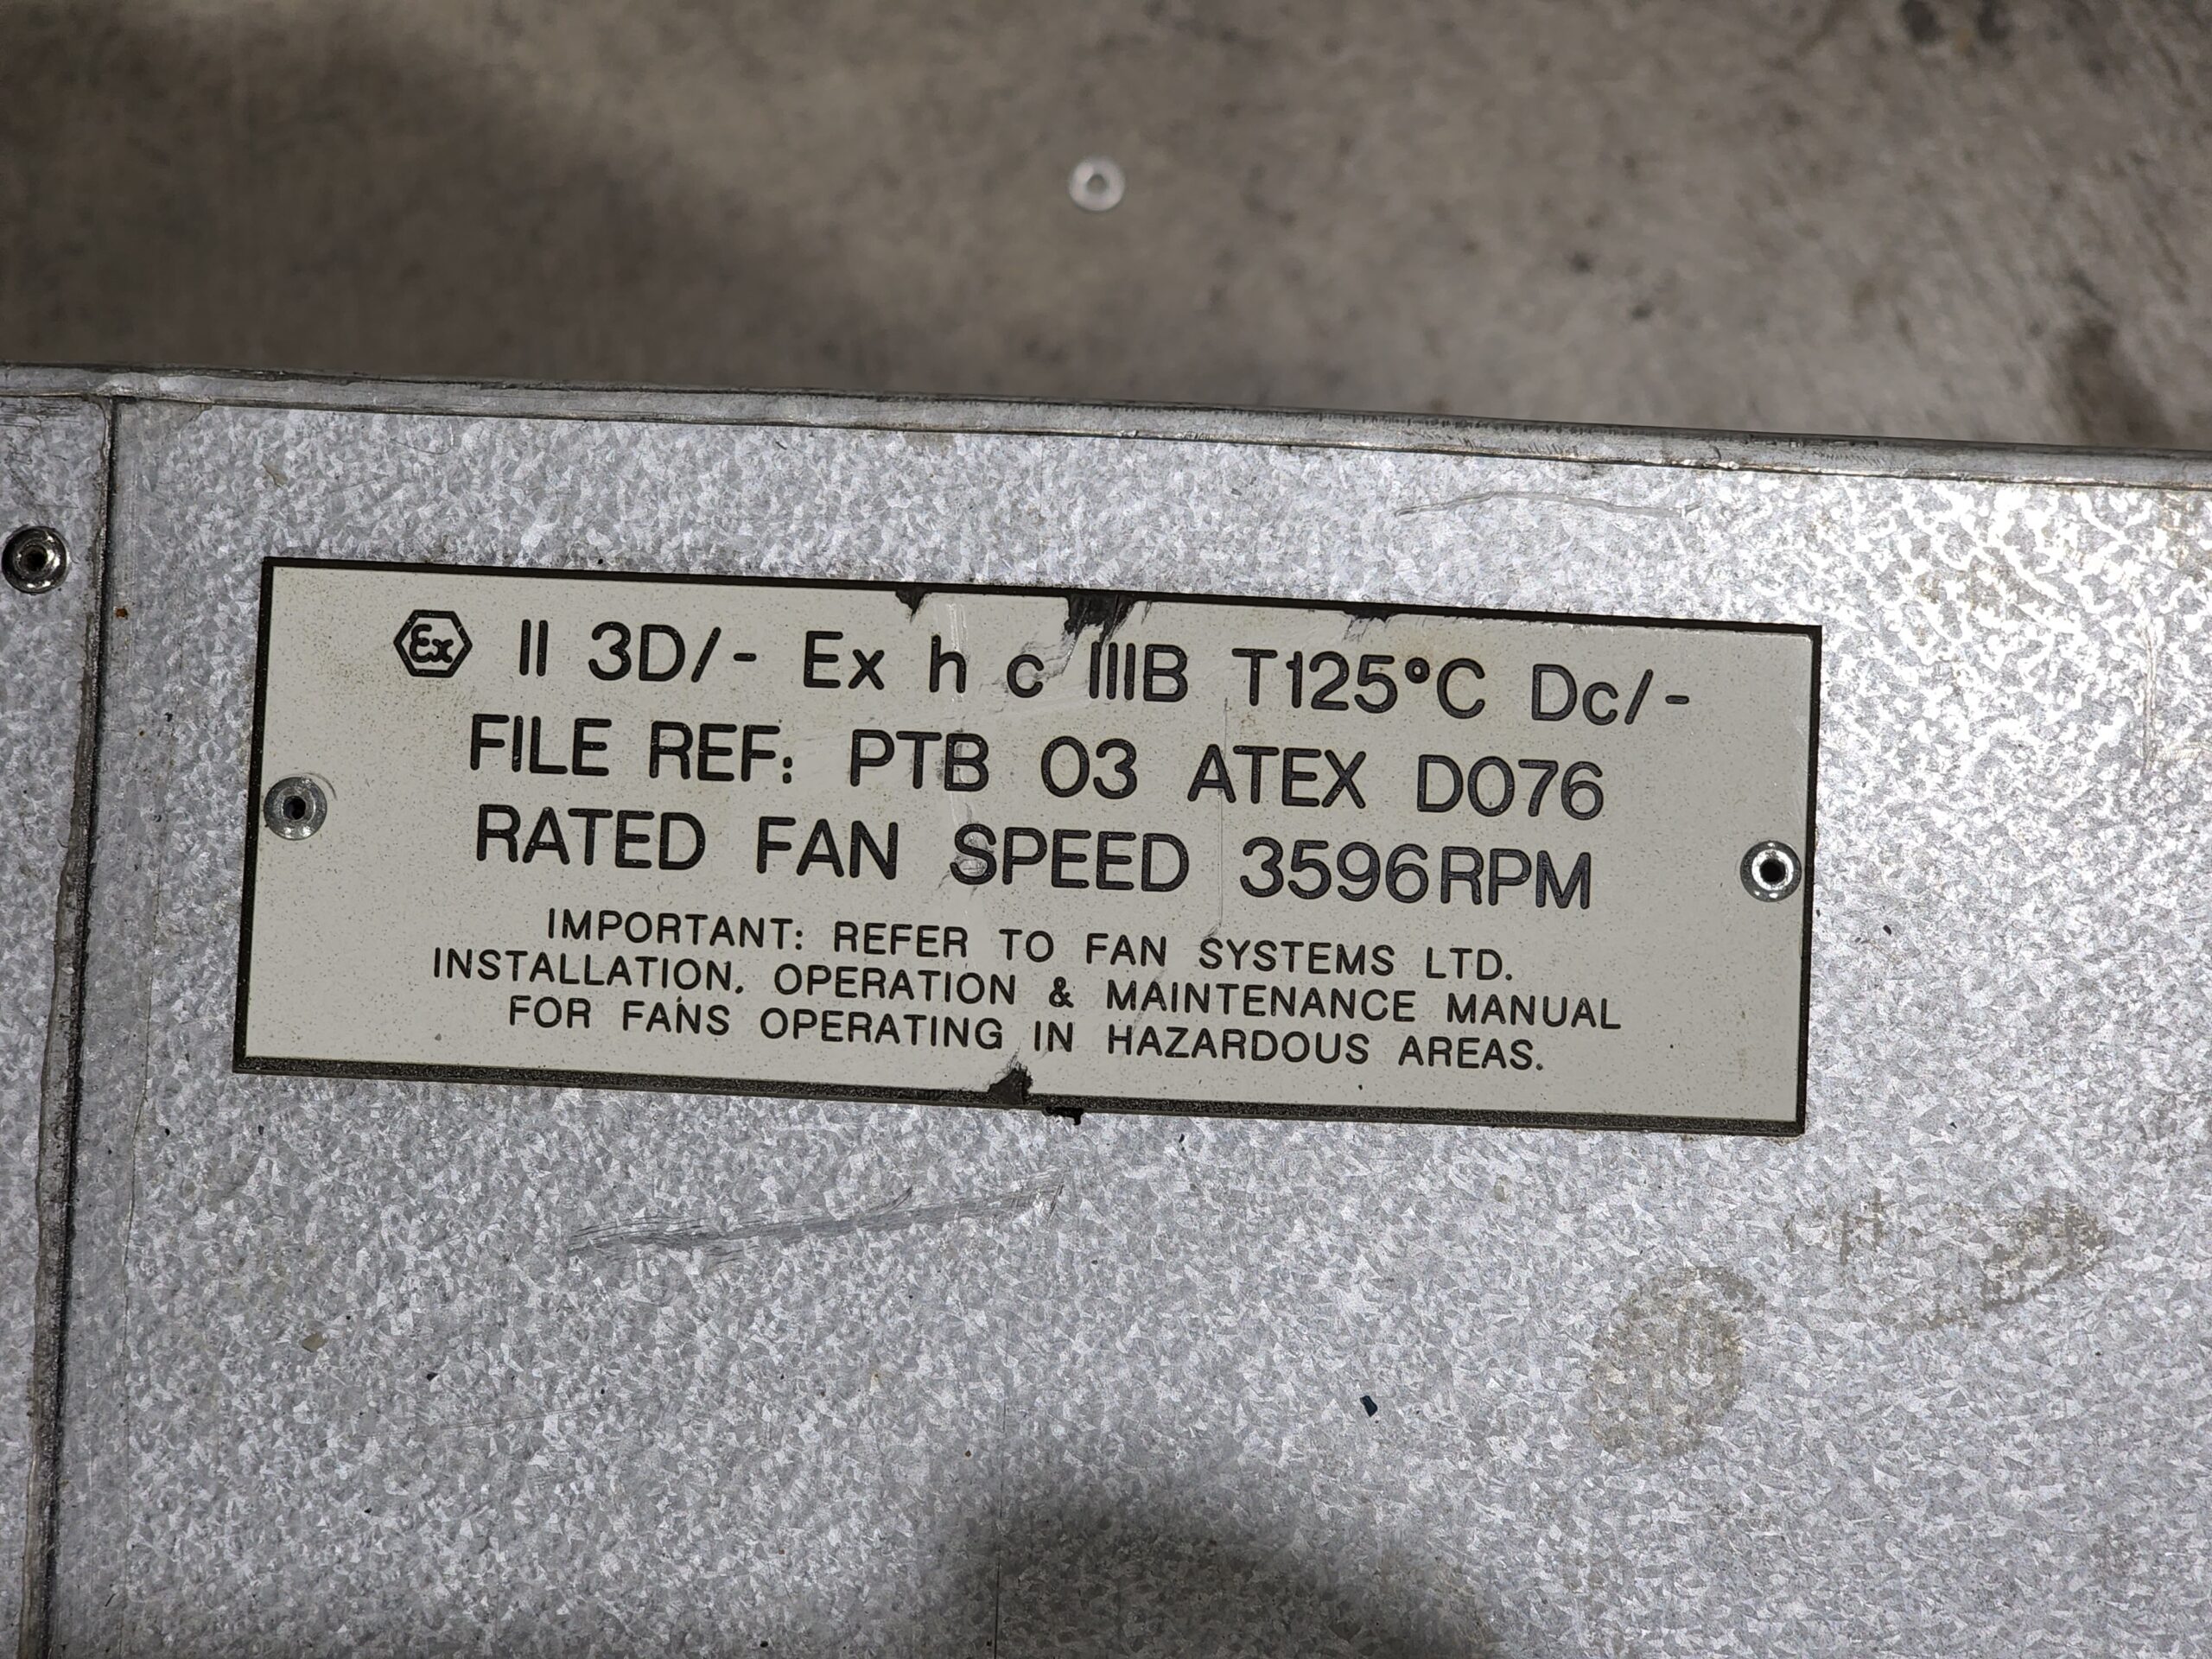 Ex II 3D/- Ex h c IIIB T125°C Dc/-
FILE REF: PTB 03 ATEX D076
RATED FAN SPEED 3596RPM
IMPORTANT: REFER TO FAN SYSTEMS LTD.
INSTALLATION, OPERATION & MAINTENANCE MANUAL
FOR FANS OPERATING IN HAZARDOUS AREAS.